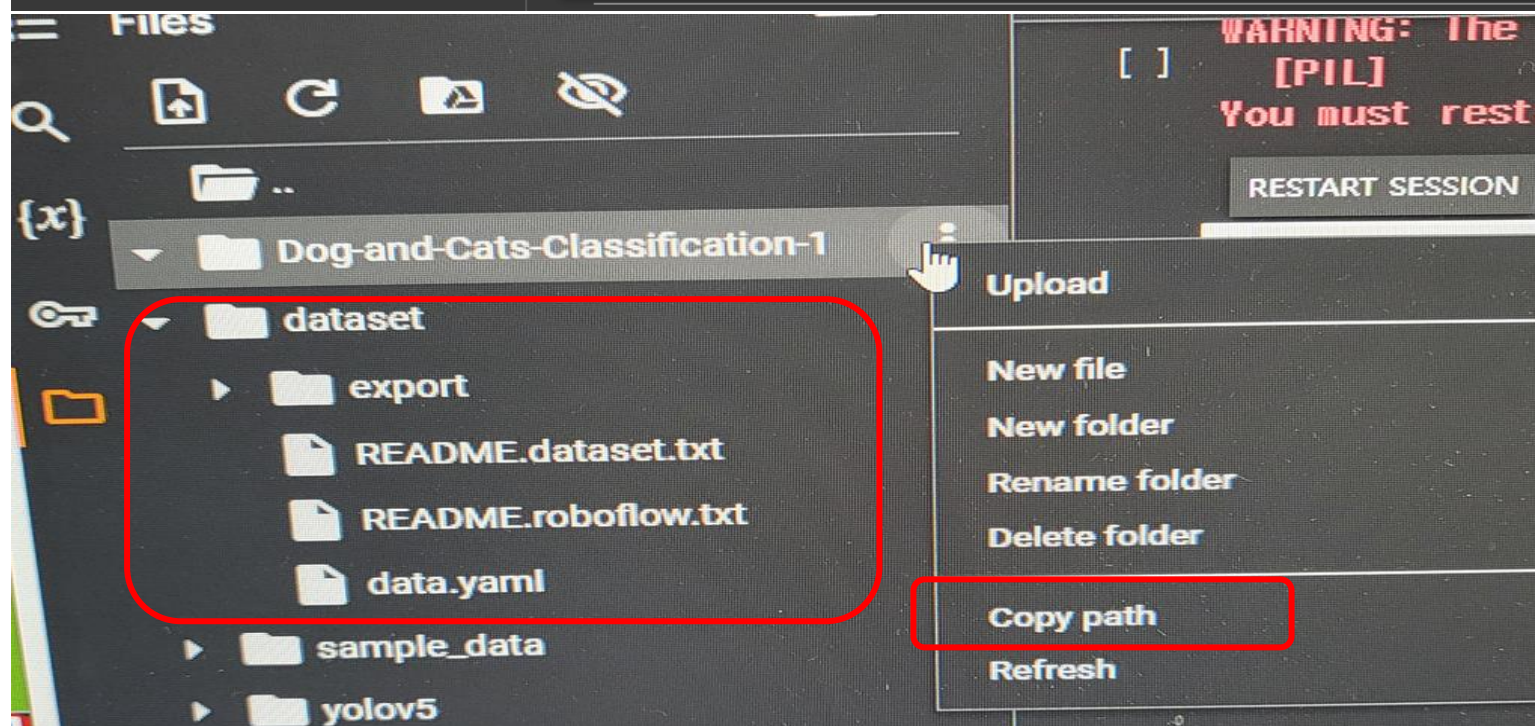 Files
..
{x}
Dog-and-Cats-Classification-1
dataset
export
README.dataset.txt
README.roboflow.txt
data.yaml
sample_data
yolov5
WARNING: The
[ ]
[PIL]
You must rest
RESTART SESSION
Upload
New file
New folder
Rename folder
Delete folder
Copy path
Refresh